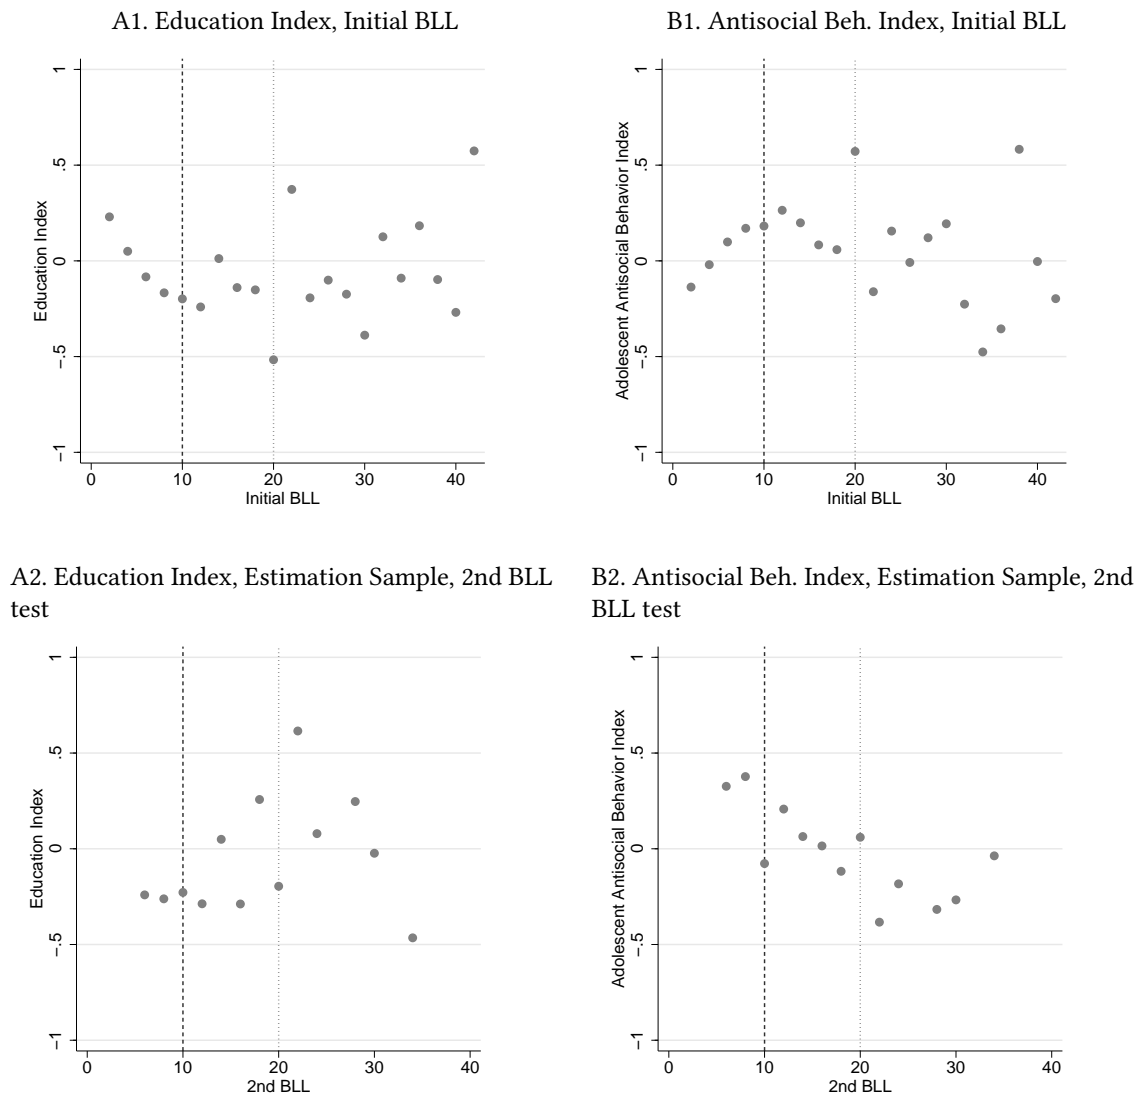 A1. Education Index, Initial BLL
Education Index
1
.5
0
−.5
−1
0 10 20 30 40
Initial BLL
B1. Antisocial Beh. Index, Initial BLL
Adolescent Antisocial Behavior Index
1
.5
0
−.5
−1
0 10 20 30 40
Initial BLL
A2. Education Index, Estimation Sample, 2nd BLL
test
Education Index
1
.5
0
−.5
−1
0 10 20 30 40
2nd BLL
B2. Antisocial Beh. Index, Estimation Sample, 2nd
BLL test
Adolescent Antisocial Behavior Index
1
.5
0
−.5
−1
0 10 20 30 40
2nd BLL